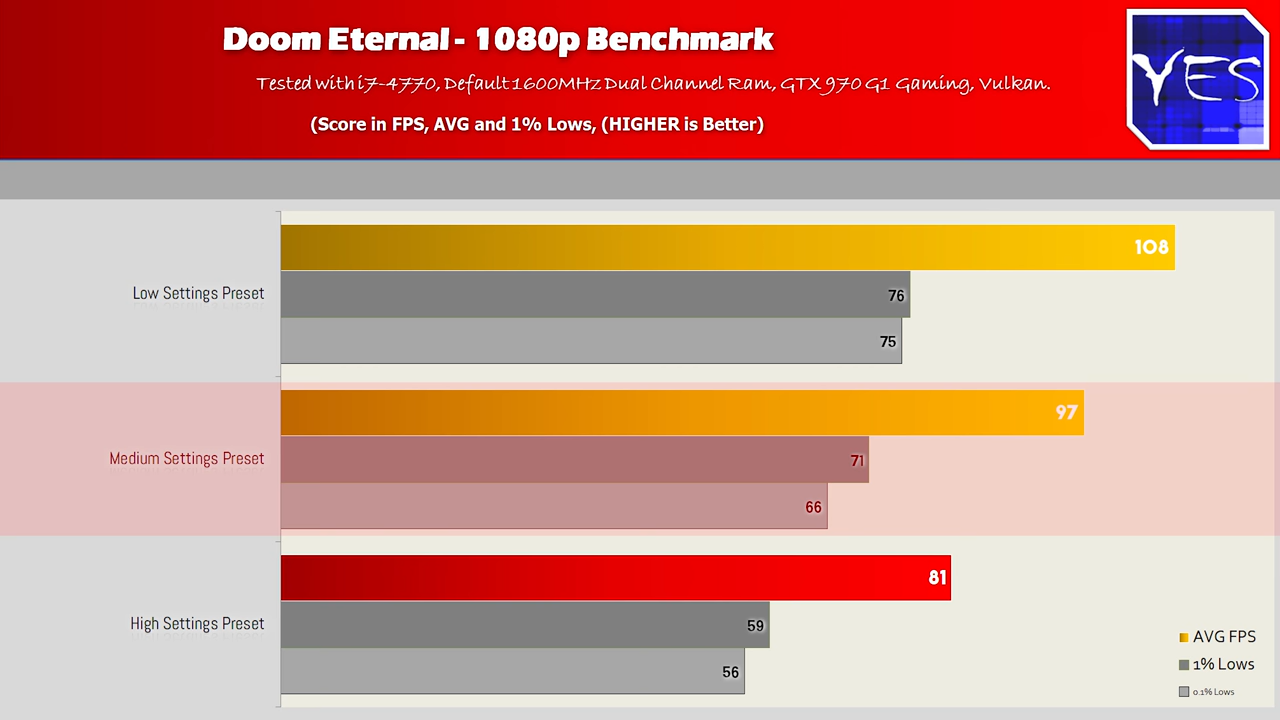 Doom Eternal - 1080p Benchmark
Tested with i7-4770, Default 1600MHz Dual Channel Ram, GTX 970 G1 Gaming, Vulkan.
(Score in FPS, AVG and 1% Lows, (HIGHER is Better)
YES
108
Low Settings Preset
76
75
97
Medium Settings Preset
71
66
81
High Settings Preset
59
56
AVG FPS
1% Lows
0.1% Lows